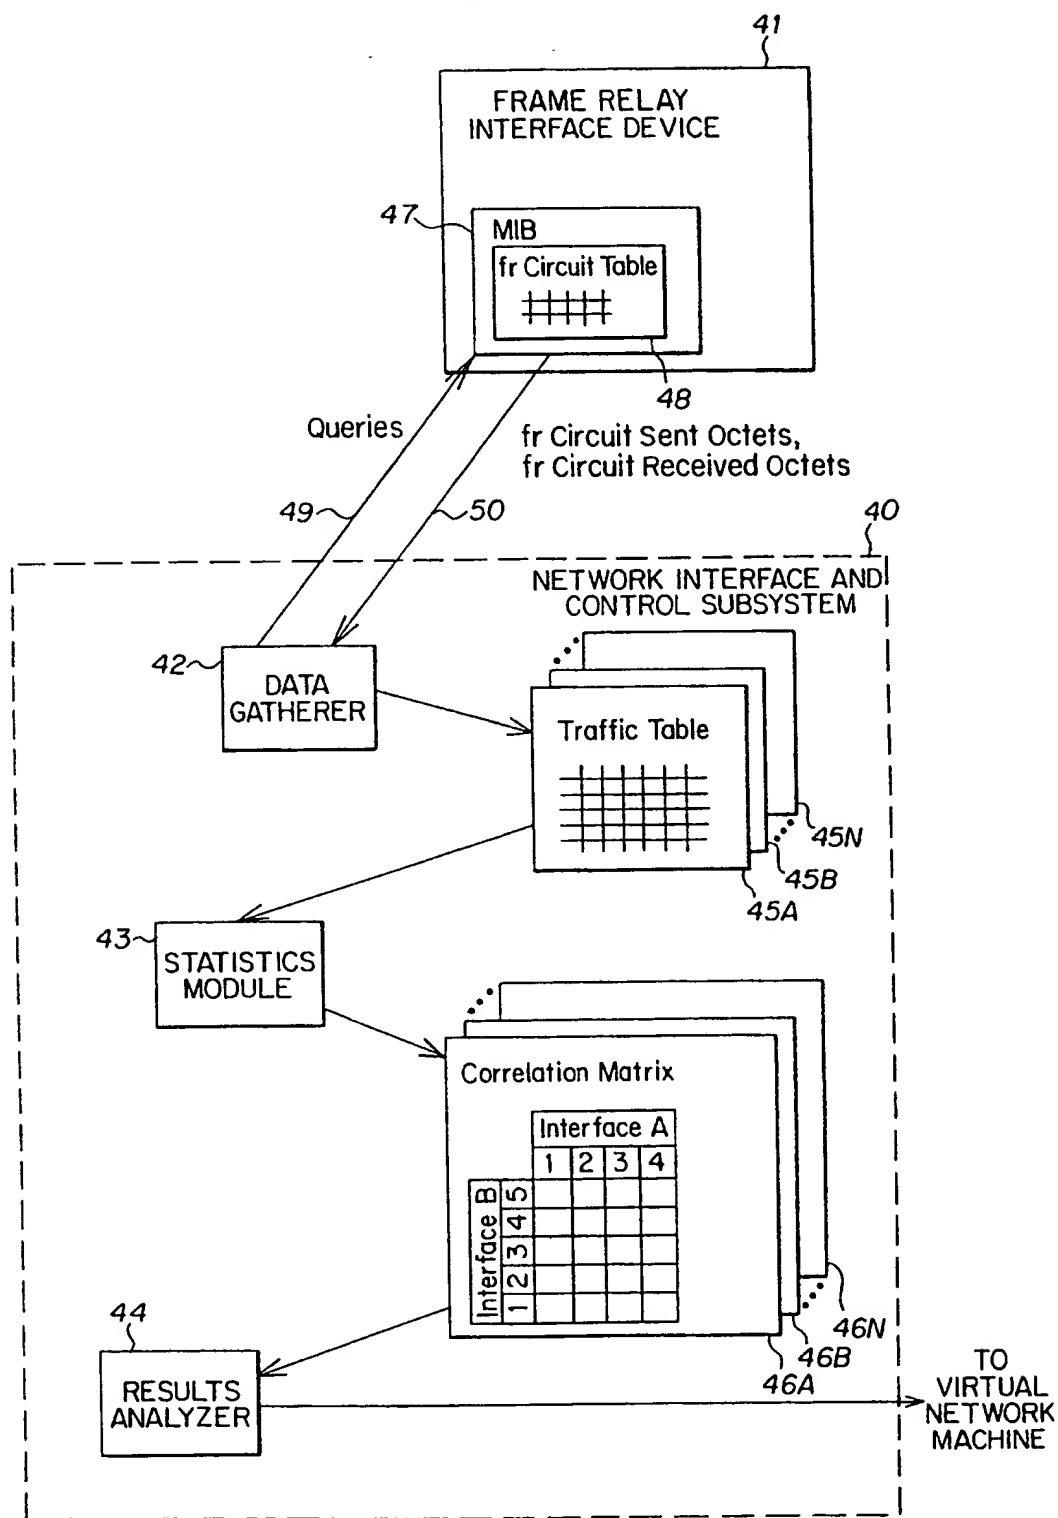 41
FRAME RELAY
INTERFACE DEVICE
47
MIB
fr Circuit Table
48
Queries
fr Circuit Sent Octets,
fr Circuit Received Octets
49
50
40
NETWORK INTERFACE AND
CONTROL SUBSYSTEM
42
DATA
GATHERER
Traffic Table
45N
45B
45A
43
STATISTICS
MODULE
Correlation Matrix
Interface A
1 2 3 4
Interface B
1 2 3 4 5
46N
46B
46A
44
RESULTS
ANALYZER
TO
VIRTUAL
NETWORK
MACHINE